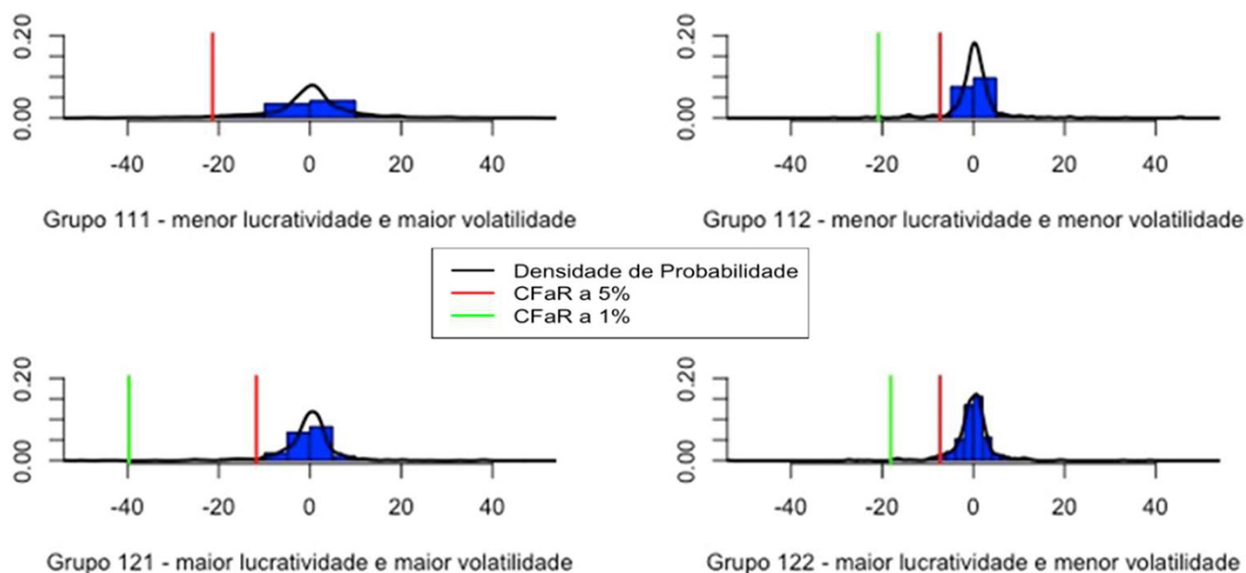 0.20
0.00
-40 -20 0 20 40
Grupo 111 - menor lucratividade e maior volatilidade
0.20
0.00
-40 -20 0 20 40
Grupo 112 - menor lucratividade e menor volatilidade
Densidade de Probabilidade
CFaR a 5%
CFaR a 1%
0.20
0.00
-40 -20 0 20 40
Grupo 121 - maior lucratividade e maior volatilidade
0.20
0.00
-40 -20 0 20 40
Grupo 122 - maior lucratividade e menor volatilidade